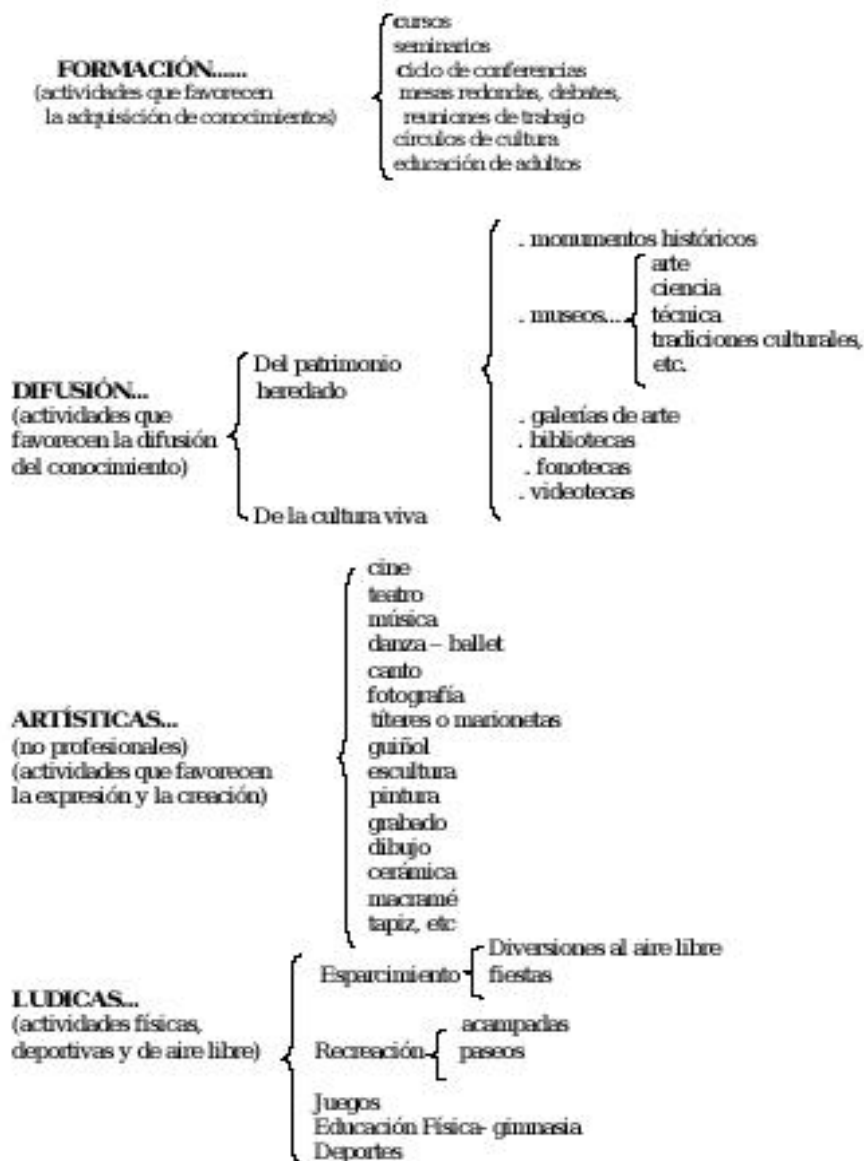 FORMACIÓN......
(actividades que favorecen
la adquisición de conocimientos)
cursos
seminarios
ciclo de conferencias
mesas redondas, debates,
reuniones de trabajo
círculos de cultura
educación de adultos
DIFUSIÓN...
(actividades que
favorecen la difusión
del conocimiento)
Del patrimonio
heredado
. monumentos históricos
. museos...
arte
ciencia
técnica
tradiciones culturales,
etc.
. galerías de arte
. bibliotecas
. fonotecas
. videotecas
De la cultura viva
ARTÍSTICAS...
(no profesionales)
(actividades que favorecen
la expresión y la creación)
cine
teatro
música
danza – ballet
canto
fotografía
títeres o marionetas
guiñol
escultura
pintura
grabado
dibujo
cerámica
macramé
tapiz, etc
LUDICAS...
(actividades físicas,
deportivas y de aire libre)
Esparcimiento
Diversiones al aire libre
fiestas
Recreación
acampadas
paseos
Juegos
Educación Física- gimnasia
Deportes